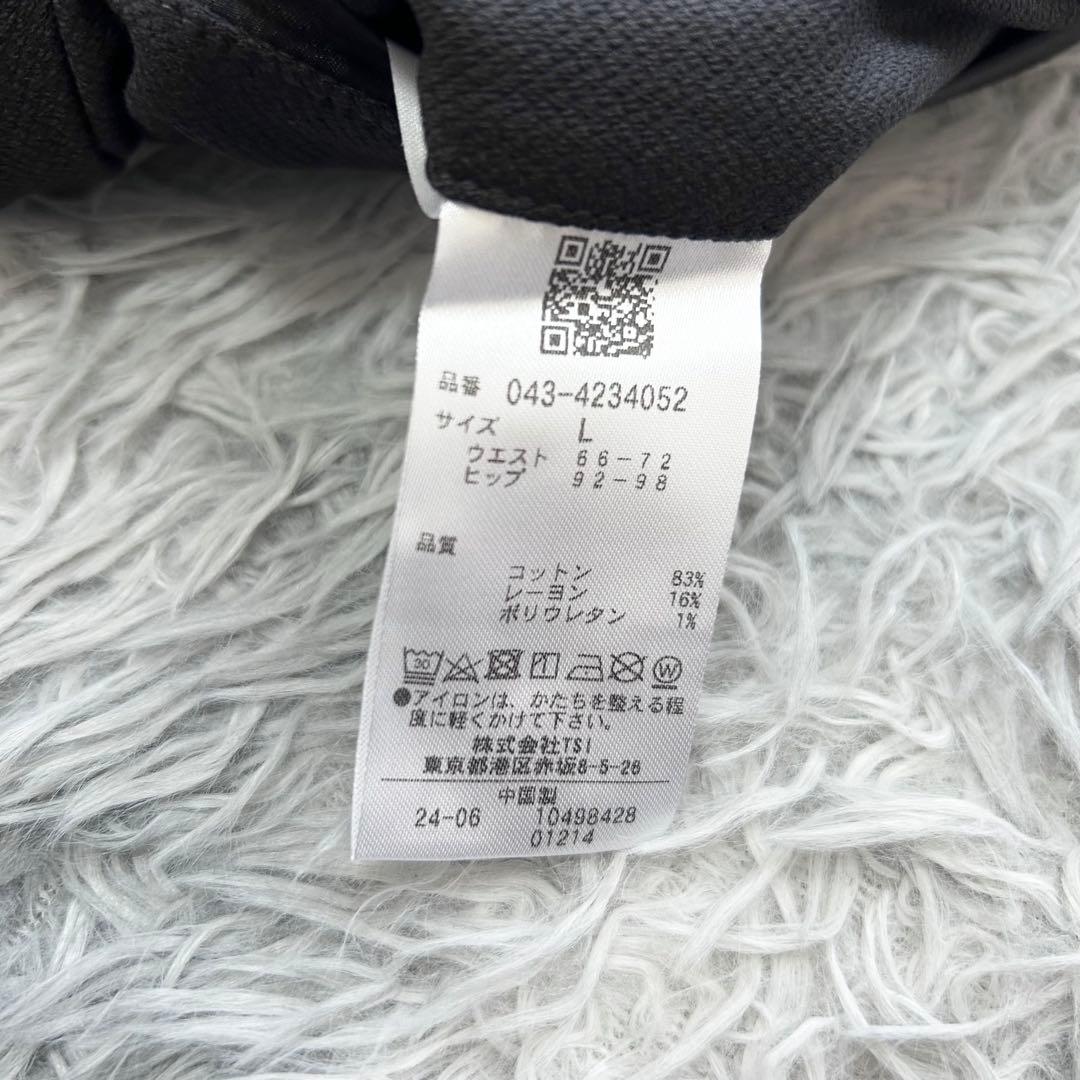 品番 043-4234052
サイズ L
ウエスト 66-72
ヒップ 92-98
品質
コットン 83%
レーヨン 16%
ポリウレタン 1%
30
W
●アイロンは、かたちを整える程
度に軽くかけて下さい。
株式会社TSI
東京都港区赤坂8-5-26
中国製
24-06 10498428
01214